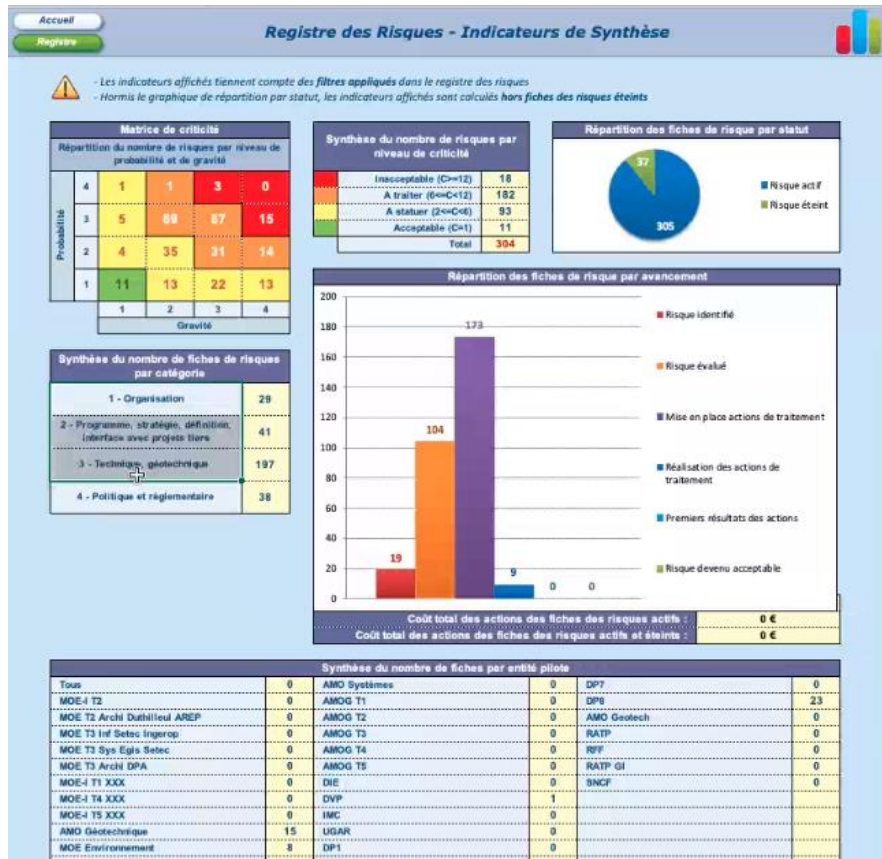 Accueil
Registre
Registre des Risques - Indicateurs de Synthèse
- Les indicateurs affichés tiennent compte des filtres appliqués dans le registre des risques
- Hormis le graphique de répartition par statut, les indicateurs affichés sont calculés hors fiches des risques éteints
Matrice de criticité
Répartition du nombre de risques par niveau de
probabilité et de gravité
Probabilité
4 1 1 3 0
3 5 69 67 15
2 4 35 31 14
1 11 13 22 13
1 2 3 4
Gravité
Synthèse du nombre de risques par
niveau de criticité
Inacceptable (C>=12) 18
A traiter (6<=C<12) 182
A statuer (2<=C<6) 93
Acceptable (C=1) 11
Total 304
Répartition des fiches de risque par statut
37
305
Risque actif
Risque éteint
Synthèse du nombre de fiches de risques
par catégorie
1 - Organisation 29
2 - Programme, stratégie, définition,
interface avec projets tiers 41
3 - Technique, géotechnique 197
4 - Politique et réglementaire 38
Répartition des fiches de risque par avancement
200
180
160
140
120
100
80
60
40
20
0
19
104
173
9
0
0
Risque identifié
Risque évalué
Mise en place actions de traitement
Réalisation des actions de
traitement
Premiers résultats des actions
Risque devenu acceptable
Coût total des actions des fiches des risques actifs : 0 €
Coût total des actions des fiches des risques actifs et éteints : 0 €
Synthèse du nombre de fiches par entité pilote
Tous 0 AMO Systèmes 0 DP7 0
MOE-I T2 0 AMOG T1 0 DP8 23
MOE T2 Archi Duthilleul AREP 0 AMOG T2 0 AMO Geotech 0
MOE T3 Inf Setec Ingerop 0 AMOG T3 0 RATP 0
MOE T3 Sys Egis Setec 0 AMOG T4 0 RFF 0
MOE T3 Archi DPA 0 AMOG T5 0 RATP GI 0
MOE-I T1 XXX 0 DIE 0 SNCF 0
MOE-I T4 XXX 0 DVP 1
MOE-I T5 XXX 0 IMC 0
AMO Géotechnique 15 UGAR 0
MOE Environnement 8 DP1 0